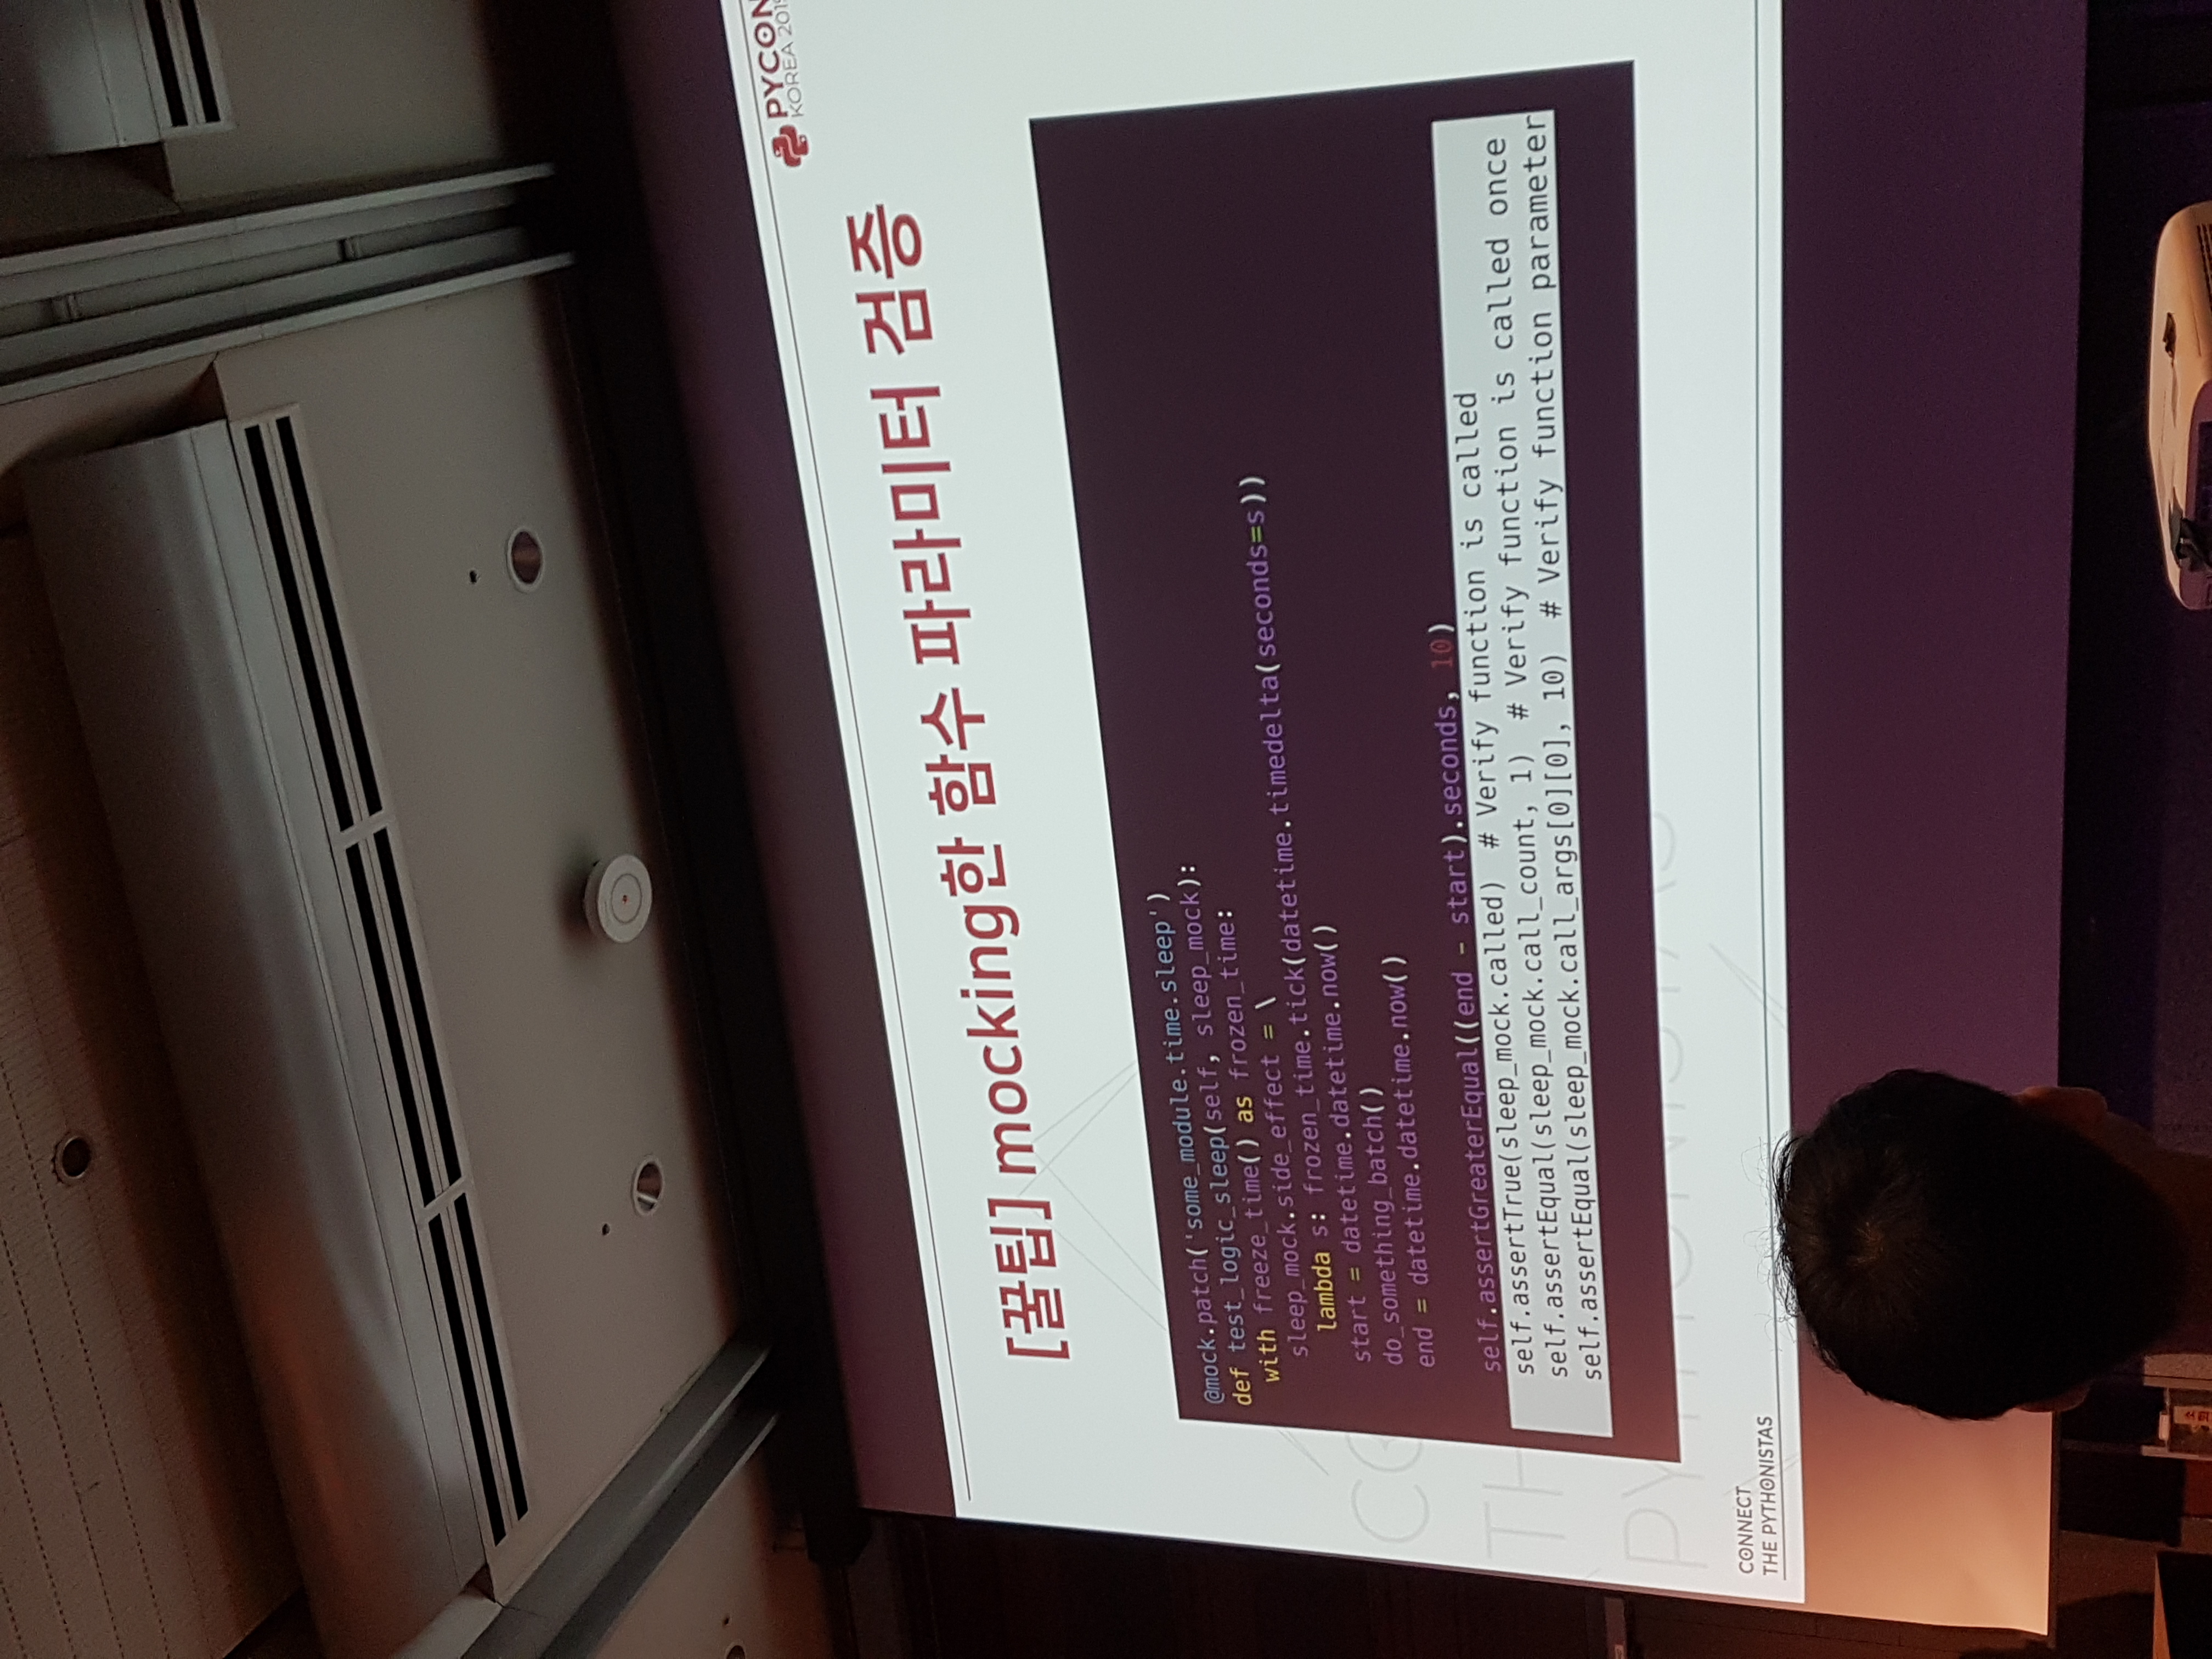 PYCON
KOREA 2019
[꿀팁] mocking한 함수 파라미터 검증
@mock.patch('some_module.time.sleep')
def test_logic_sleep(self, sleep_mock):
with freeze_time() as frozen_time:
sleep_mock.side_effect = \
lambda s: frozen_time.tick(datetime.timedelta(seconds=s))
start = datetime.datetime.now()
do_something_batch()
end = datetime.datetime.now()
self.assertGreaterEqual((end - start).seconds, 10)
self.assertTrue(sleep_mock.called) # Verify function is called
self.assertEqual(sleep_mock.call_count, 1) # Verify function is called once
self.assertEqual(sleep_mock.call_args[0][0], 10) # Verify function parameter
CONNECT
THE PYTHONISTAS